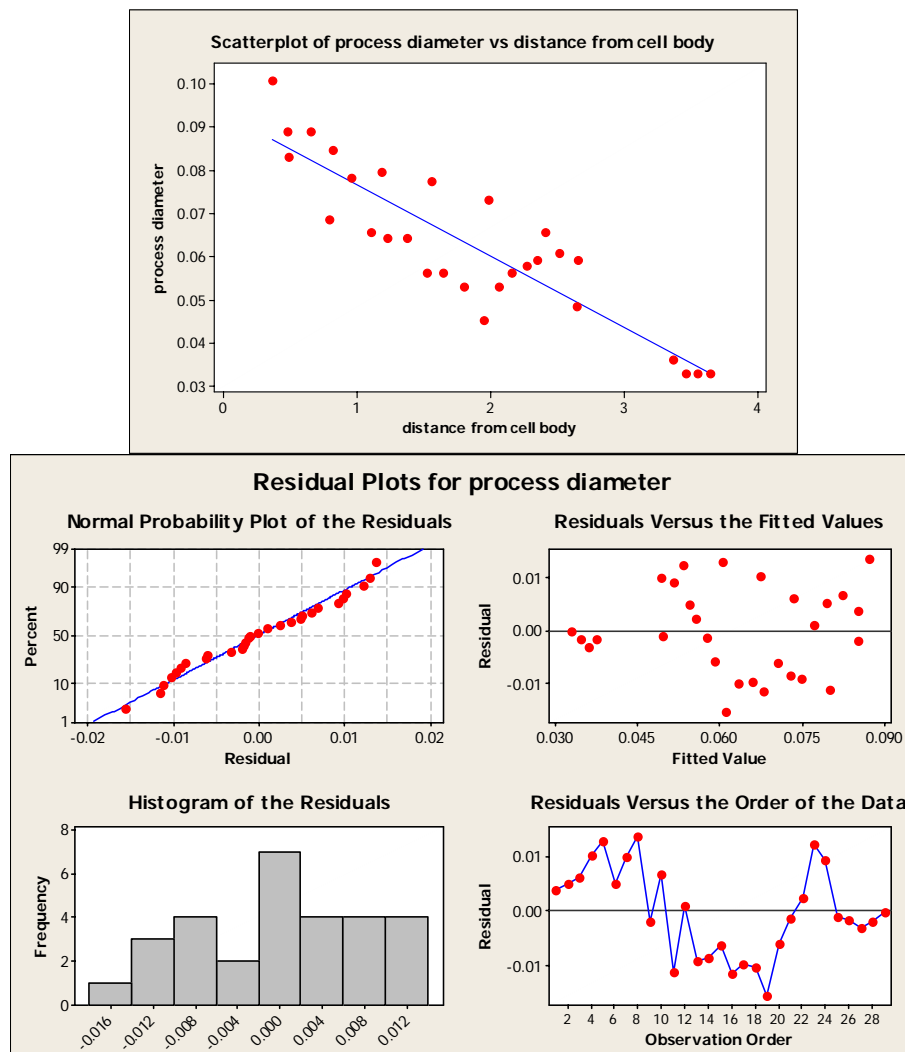 Scatterplot of process diameter vs distance from cell body
0.10
0.09
0.08
0.07
0.06
0.05
0.04
0.03
process diameter
0 1 2 3 4
distance from cell body
Residual Plots for process diameter
Normal Probability Plot of the Residuals
99
90
50
10
1
Percent
-0.02 -0.01 0.00 0.01 0.02
Residual
Residuals Versus the Fitted Values
0.01
0.00
-0.01
Residual
0.030 0.045 0.060 0.075 0.090
Fitted Value
Histogram of the Residuals
8
6
4
2
0
Frequency
-0.016 -0.012 -0.008 -0.004 0.000 0.004 0.008 0.012
Residuals Versus the Order of the Data
0.01
0.00
-0.01
Residual
2 4 6 8 10 12 14 16 18 20 22 24 26 28
Observation Order